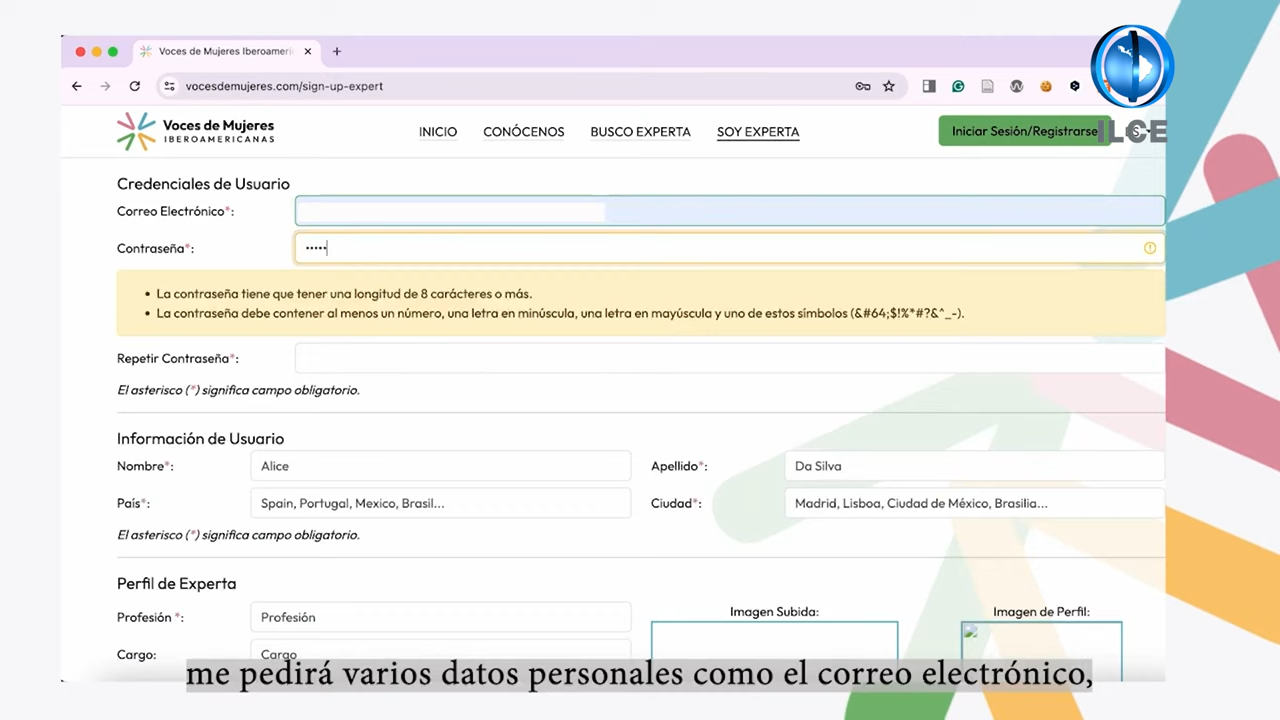 Voces de Mujeres Iberoameri
vocesdemujeres.com/sign-up-expert
Voces de Mujeres
IBEROAMERICANAS
INICIO CONÓCENOS BUSCO EXPERTA SOY EXPERTA
Iniciar Sesión/Registrarse
ILCE
Credenciales de Usuario
Correo Electrónico*:
Contraseña*:
•••••
• La contraseña tiene que tener una longitud de 8 carácteres o más.
• La contraseña debe contener al menos un número, una letra en minúscula, una letra en mayúscula y uno de estos símbolos (&#64;$!%*#?&^_-).
Repetir Contraseña*:
El asterisco (*) significa campo obligatorio.
Información de Usuario
Nombre*: Alice Apellido*: Da Silva
País*: Spain, Portugal, Mexico, Brasil... Ciudad*: Madrid, Lisboa, Ciudad de México, Brasilia...
El asterisco (*) significa campo obligatorio.
Perfil de Experta
Profesión *: Profesión Imagen Subida: Imagen de Perfil:
Cargo: Cargo
me pedirá varios datos personales como el correo electrónico,